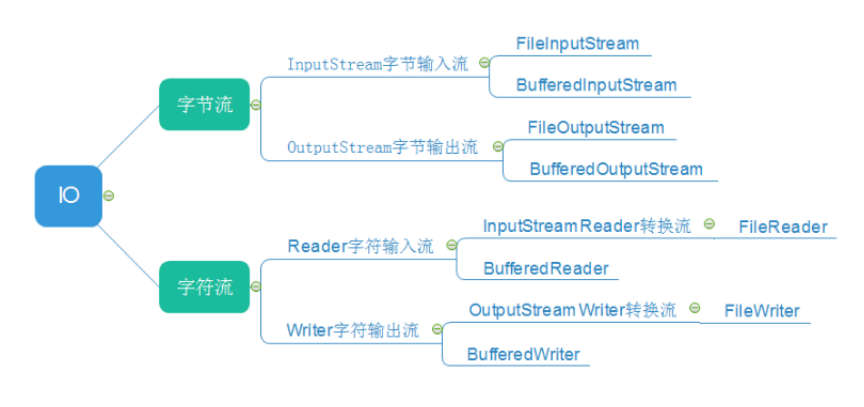 IO
字节流
InputStream字节输入流
FileInputStream
BufferedInputStream
OutputStream字节输出流
FileOutputStream
BufferedOutputStream
字符流
Reader字符输入流
InputStreamReader转换流
FileReader
BufferedReader
Writer字符输出流
OutputStreamWriter转换流
FileWriter
BufferedWriter